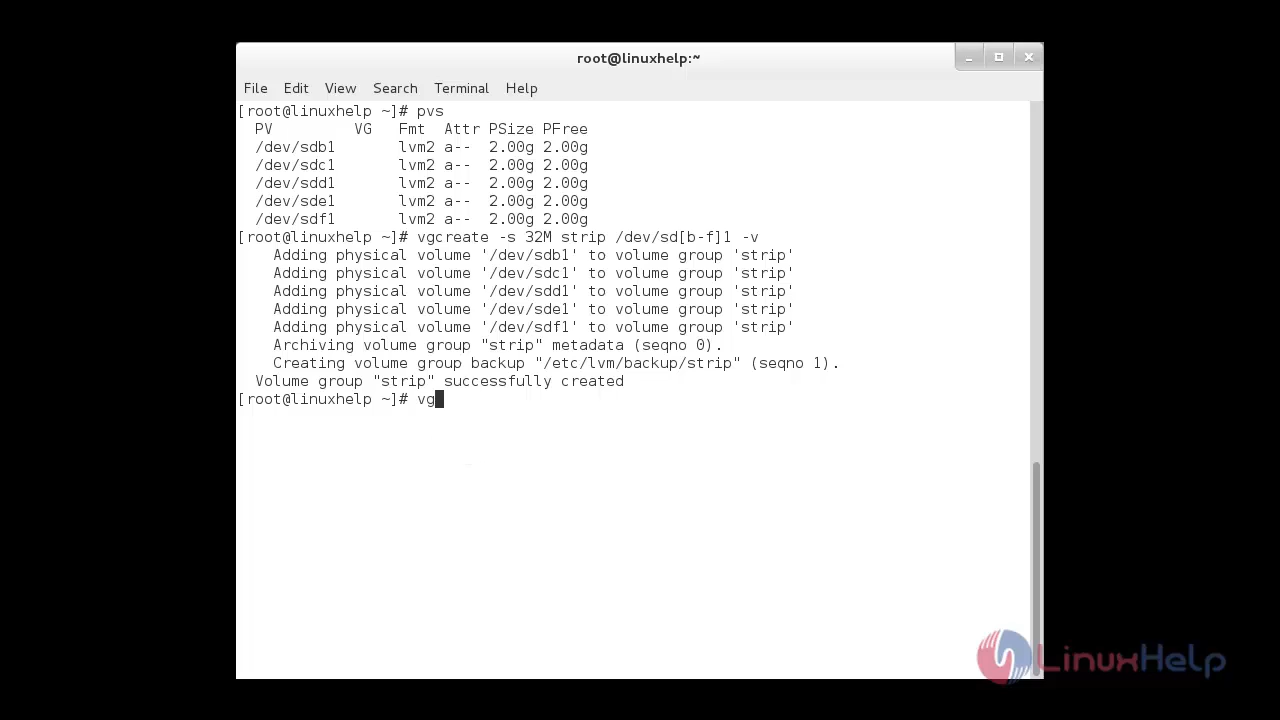 root@linuxhelp:~
File Edit View Search Terminal Help
[root@linuxhelp ~]# pvs
  PV         VG   Fmt  Attr PSize PFree
  /dev/sdb1       lvm2 a--  2.00g 2.00g
  /dev/sdc1       lvm2 a--  2.00g 2.00g
  /dev/sdd1       lvm2 a--  2.00g 2.00g
  /dev/sde1       lvm2 a--  2.00g 2.00g
  /dev/sdf1       lvm2 a--  2.00g 2.00g
[root@linuxhelp ~]# vgcreate -s 32M strip /dev/sd[b-f]1 -v
    Adding physical volume '/dev/sdb1' to volume group 'strip'
    Adding physical volume '/dev/sdc1' to volume group 'strip'
    Adding physical volume '/dev/sdd1' to volume group 'strip'
    Adding physical volume '/dev/sde1' to volume group 'strip'
    Adding physical volume '/dev/sdf1' to volume group 'strip'
    Archiving volume group "strip" metadata (seqno 0).
    Creating volume group backup "/etc/lvm/backup/strip" (seqno 1).
  Volume group "strip" successfully created
[root@linuxhelp ~]# vg
LinuxHelp